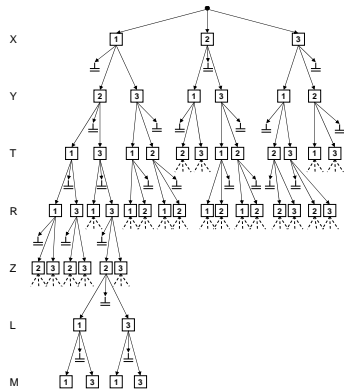 X 1 2 3
Y 2 3 1 3 1 2
T 1 3 1 2 2 3 1 2 2 3 1 3
R 1 3 1 3 1 2 1 2 1 2 1 2 2 3 2 3
Z 2 3 2 3 2 3
L 1 3
M 1 3 1 3